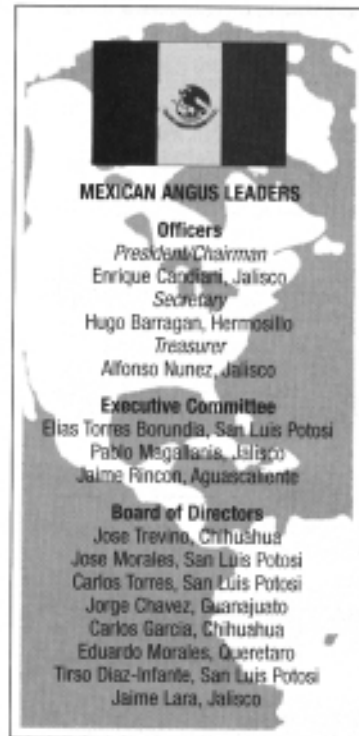 MEXICAN ANGUS LEADERS
Officers
President/Chairman
Enrique Candiani, Jalisco
Secretary
Hugo Barragan, Hermosillo
Treasurer
Alfonso Nunez, Jalisco
Executive Committee
Elias Torres Borundia, San Luis Potosi
Pablo Magallanis, Jalisco
Jaime Rincon, Aguascaliente
Board of Directors
Jose Trevino, Chihuahua
Jose Morales, San Luis Potosi
Carlos Torres, San Luis Potosi
Jorge Chavez, Guanajuato
Carlos Garcia, Chihuahua
Eduardo Morales, Queretaro
Tirso Diaz-Infante, San Luis Potosi
Jaime Lara, Jalisco